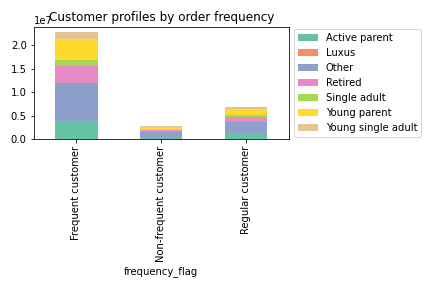 Customer profiles by order frequency
1e7
2.0
1.5
1.0
0.5
0.0
Frequent customer
Non-frequent customer
Regular customer
frequency_flag
Active parent
Luxus
Other
Retired
Single adult
Young parent
Young single adult